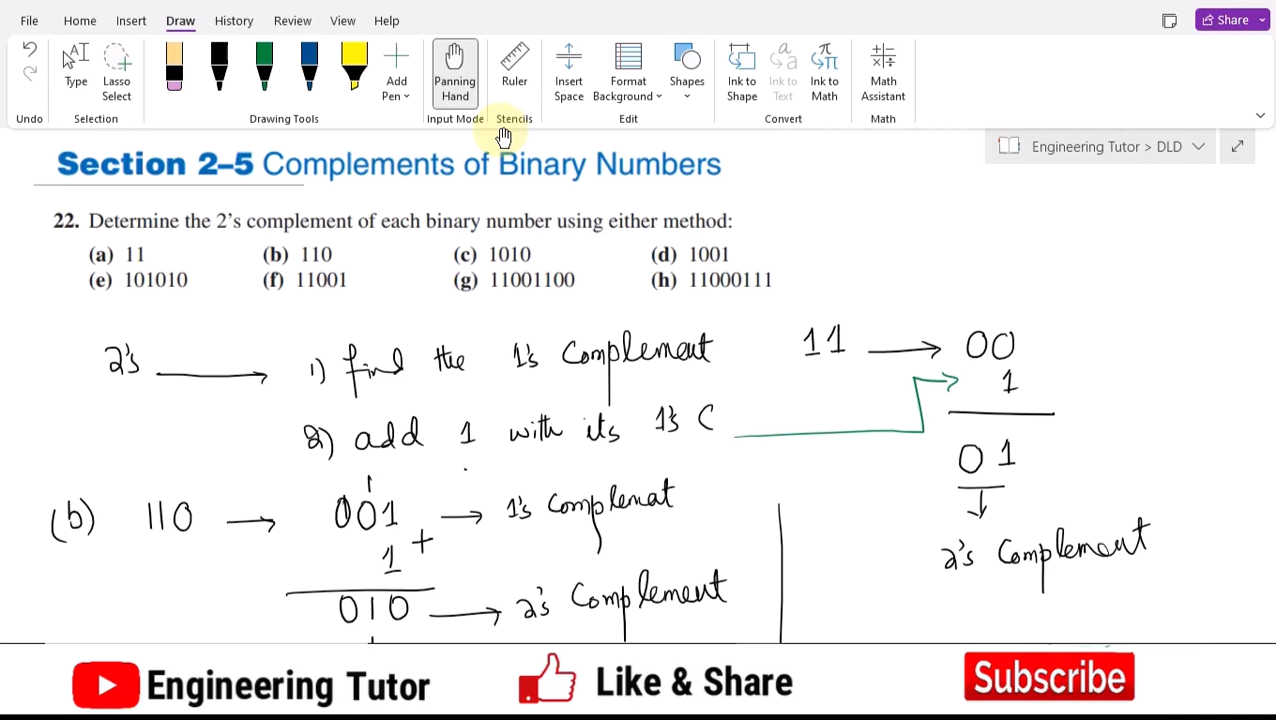 File Home Insert Draw History Review View Help Share
Type Lasso Select Add Pen Panning Hand Ruler Insert Space Format Background Shapes Ink to Shape Ink to Text Ink to Math Math Assistant
Undo Selection Drawing Tools Input Mode Stencils Edit Convert Math
Engineering Tutor > DLD
Section 2–5 Complements of Binary Numbers
22. Determine the 2's complement of each binary number using either method:
(a) 11 (b) 110 (c) 1010 (d) 1001
(e) 101010 (f) 11001 (g) 11001100 (h) 11000111
2's → 1) find the 1's Complement 11 → 00
1
2) add 1 with its 1's C
01
1
(b) 110 → 001 → 1's Complemat
1 +
2's Complement
010 → 2's Complement
Engineering Tutor Like & Share Subscribe